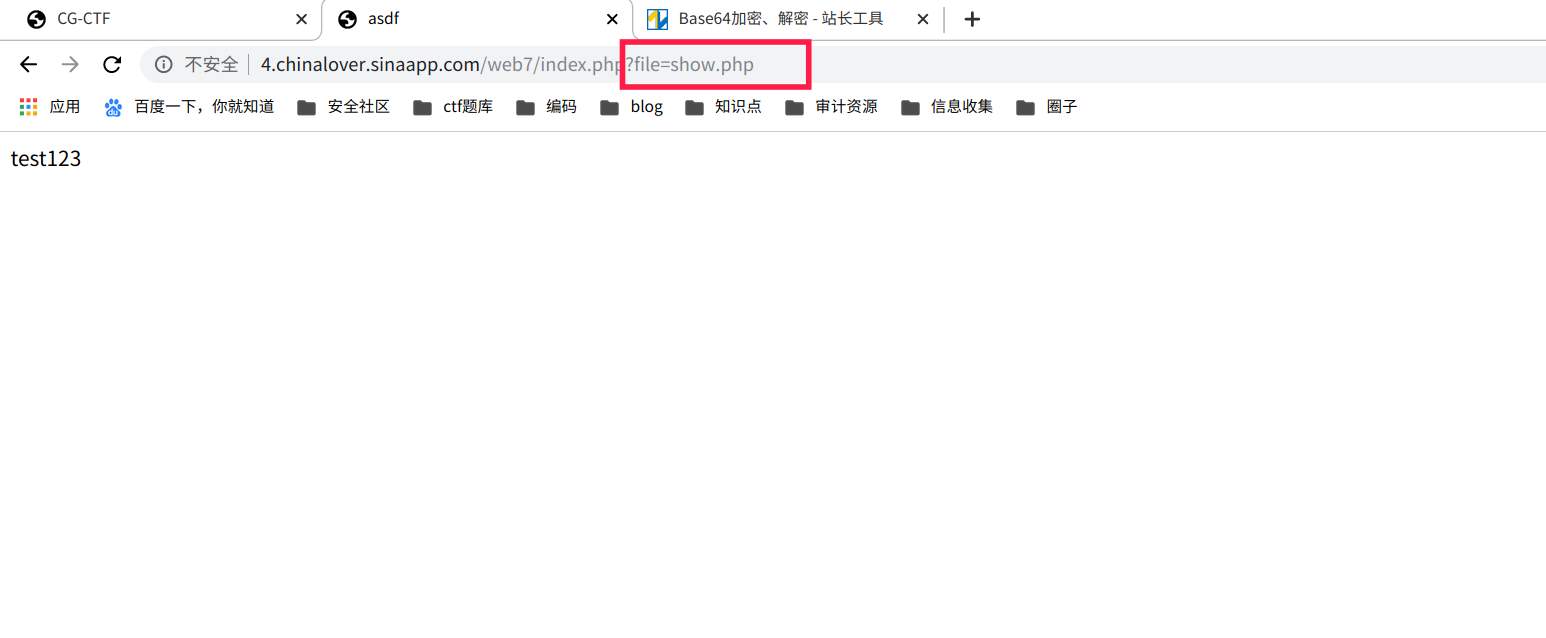 CG-CTF asdf Base64加密、解密 - 站长工具
不安全 4.chinalover.sinaapp.com/web7/index.php?file=show.php
应用 百度一下，你就知道 安全社区 ctf题库 编码 blog 知识点 审计资源 信息收集 圈子
test123